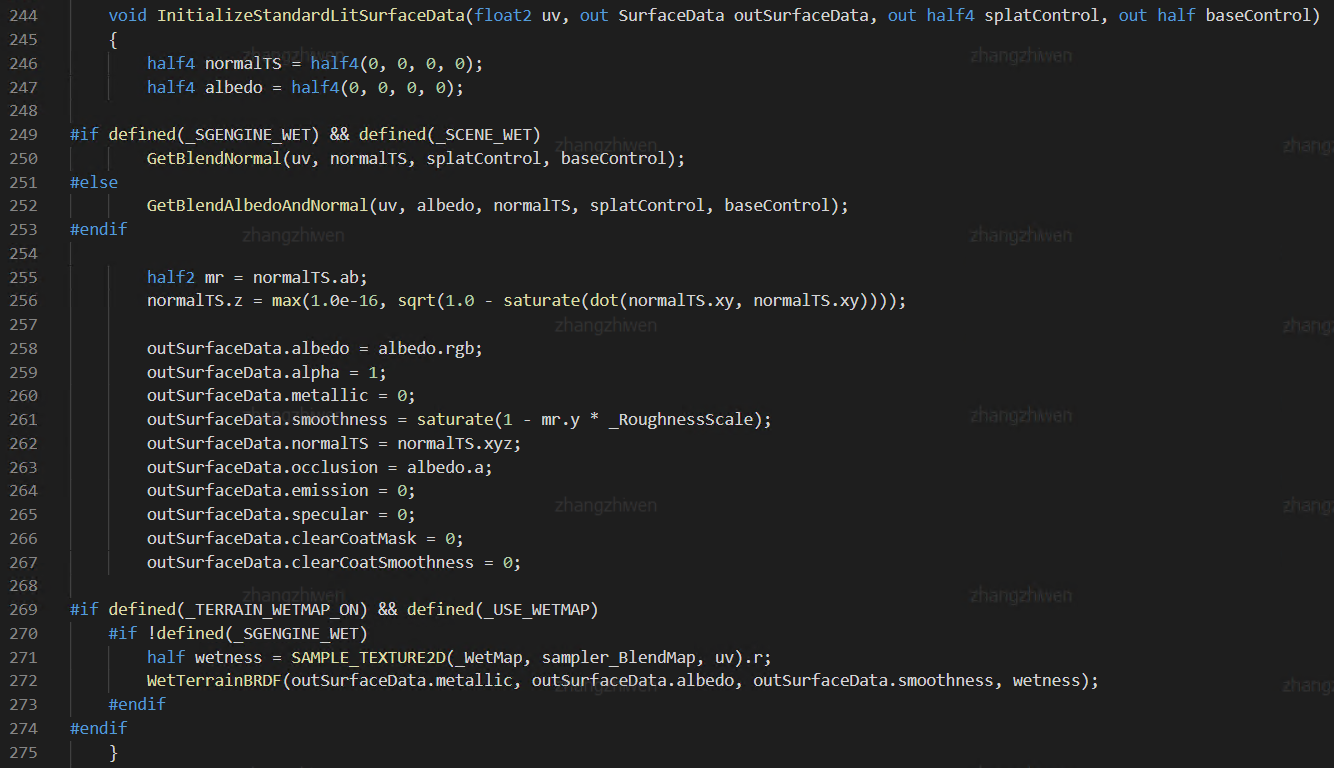 244 void InitializeStandardLitSurfaceData(float2 uv, out SurfaceData outSurfaceData, out half4 splatControl, out half baseControl)
245 {
246 half4 normalTS = half4(0, 0, 0, 0);
247 half4 albedo = half4(0, 0, 0, 0);
248
249 #if defined(_SGENGINE_WET) && defined(_SCENE_WET)
250 GetBlendNormal(uv, normalTS, splatControl, baseControl);
251 #else
252 GetBlendAlbedoAndNormal(uv, albedo, normalTS, splatControl, baseControl);
253 #endif
254
255 half2 mr = normalTS.ab;
256 normalTS.z = max(1.0e-16, sqrt(1.0 - saturate(dot(normalTS.xy, normalTS.xy))));
257
258 outSurfaceData.albedo = albedo.rgb;
259 outSurfaceData.alpha = 1;
260 outSurfaceData.metallic = 0;
261 outSurfaceData.smoothness = saturate(1 - mr.y * _RoughnessScale);
262 outSurfaceData.normalTS = normalTS.xyz;
263 outSurfaceData.occlusion = albedo.a;
264 outSurfaceData.emission = 0;
265 outSurfaceData.specular = 0;
266 outSurfaceData.clearCoatMask = 0;
267 outSurfaceData.clearCoatSmoothness = 0;
268
269 #if defined(_TERRAIN_WETMAP_ON) && defined(_USE_WETMAP)
270 #if !defined(_SGENGINE_WET)
271 half wetness = SAMPLE_TEXTURE2D(_WetMap, sampler_BlendMap, uv).r;
272 WetTerrainBRDF(outSurfaceData.metallic, outSurfaceData.albedo, outSurfaceData.smoothness, wetness);
273 #endif
274 #endif
275 }
zhangzhiwen